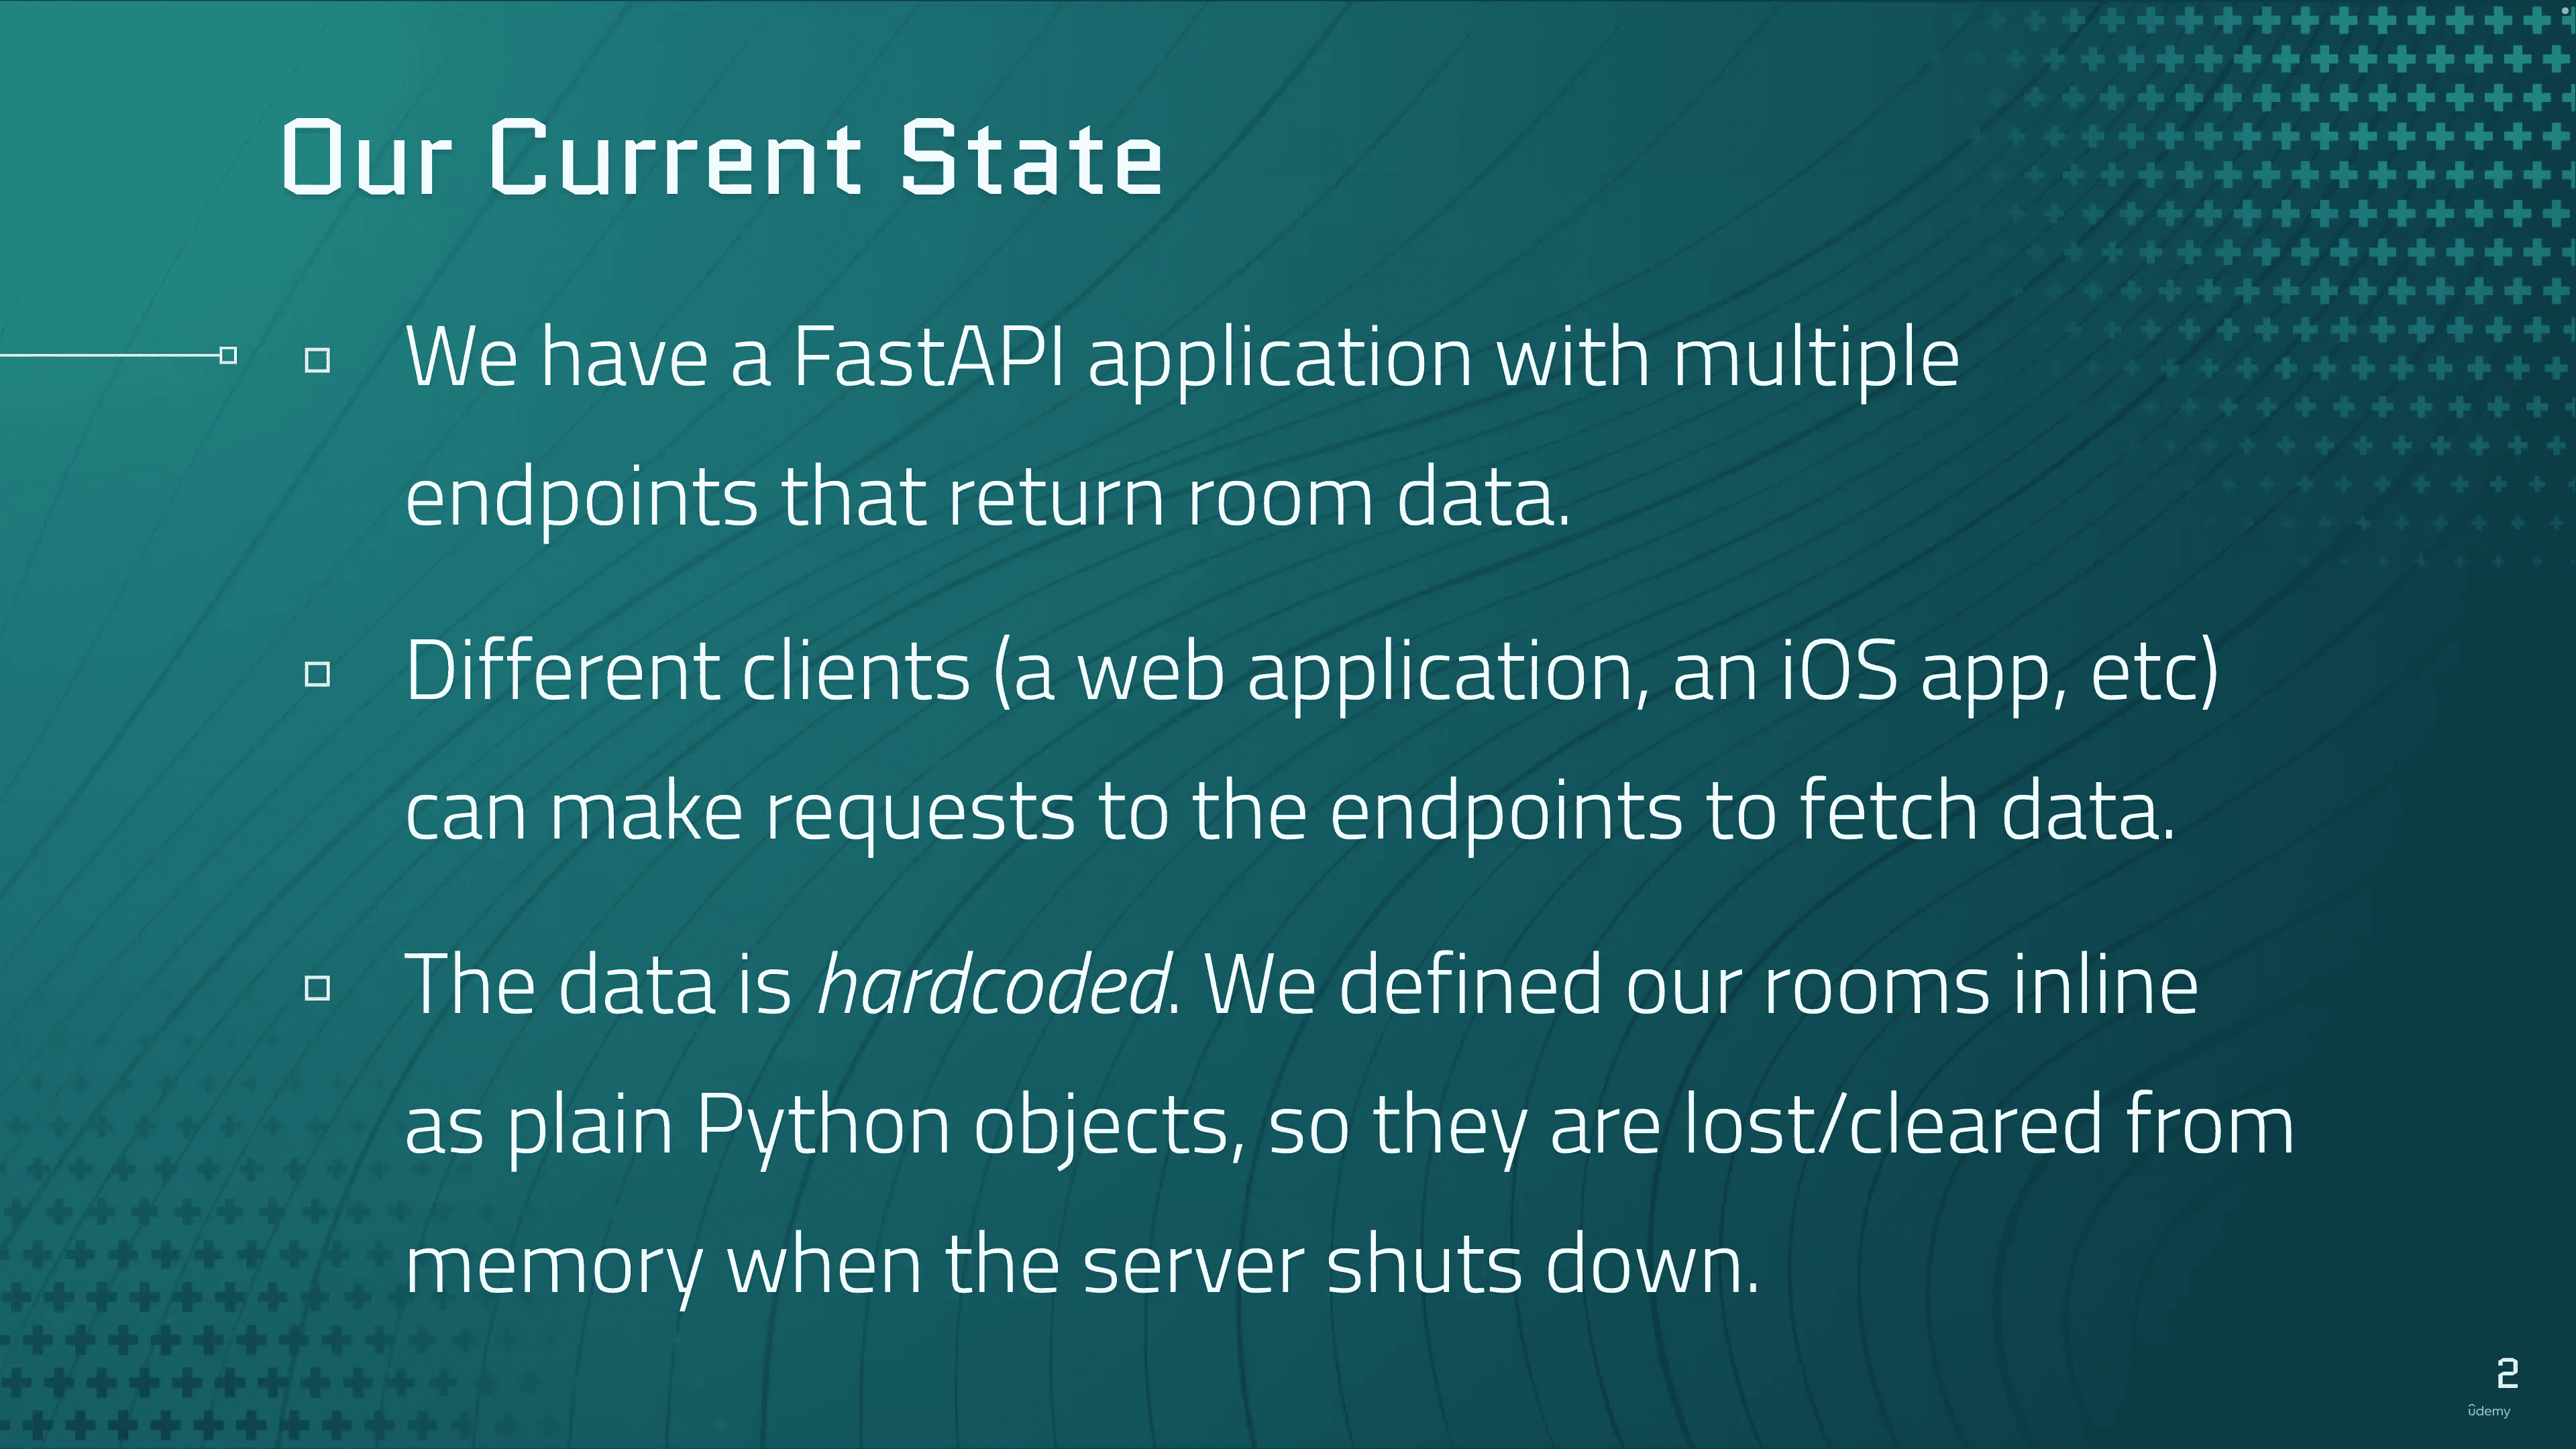 Our Current State
We have a FastAPI application with multiple
endpoints that return room data.
Different clients (a web application, an iOS app, etc)
can make requests to the endpoints to fetch data.
The data is hardcoded. We defined our rooms inline
as plain Python objects, so they are lost/cleared from
memory when the server shuts down.
2
ûdemy